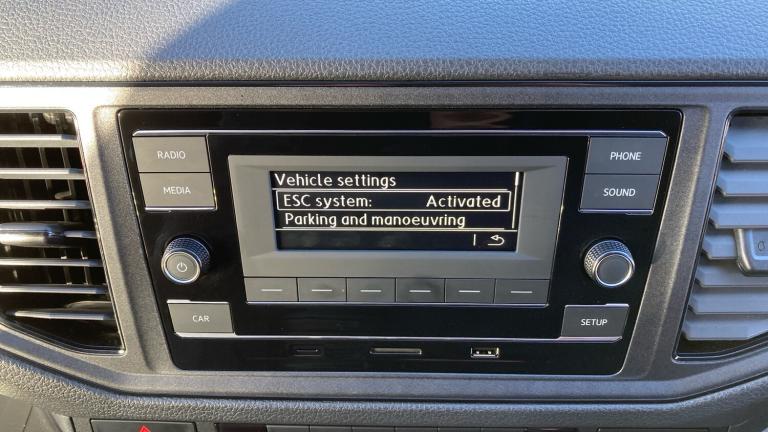 RADIO
PHONE
MEDIA
SOUND
Vehicle settings
ESC system: Activated
Parking and manoeuvring
CAR
SETUP